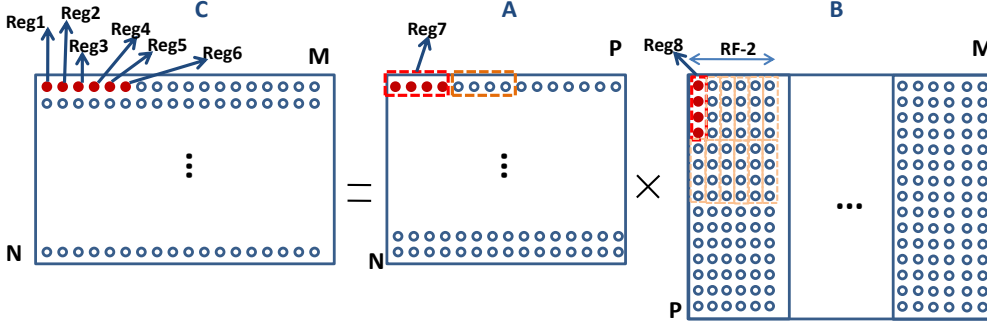 C
A
B
Reg1
Reg2
Reg3
Reg4
Reg5
Reg6
M
Reg7
P
Reg8
RF-2
M
...
...
...
=
×
N
N
P